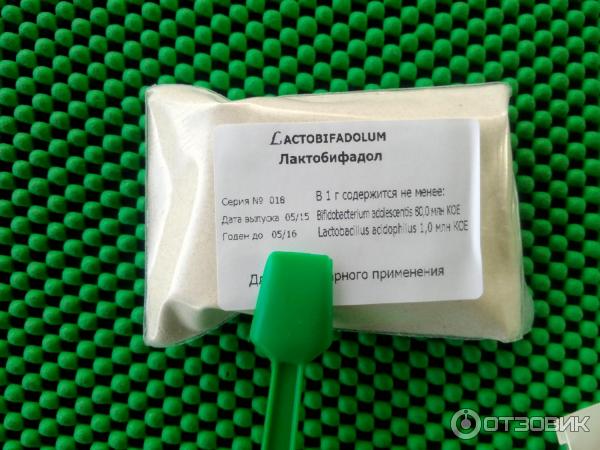 LACTOBIFADOLUM
Лактобифадол
Серия № 018
Дата выпуска 05/15
Годен до 05/16
В 1 г содержится не менее:
Bifidobacterium adolescentis 80,0 млн КОЕ
Lactobacillus acidophilus 1,0 млн КОЕ
применения
ОТЗОВИК